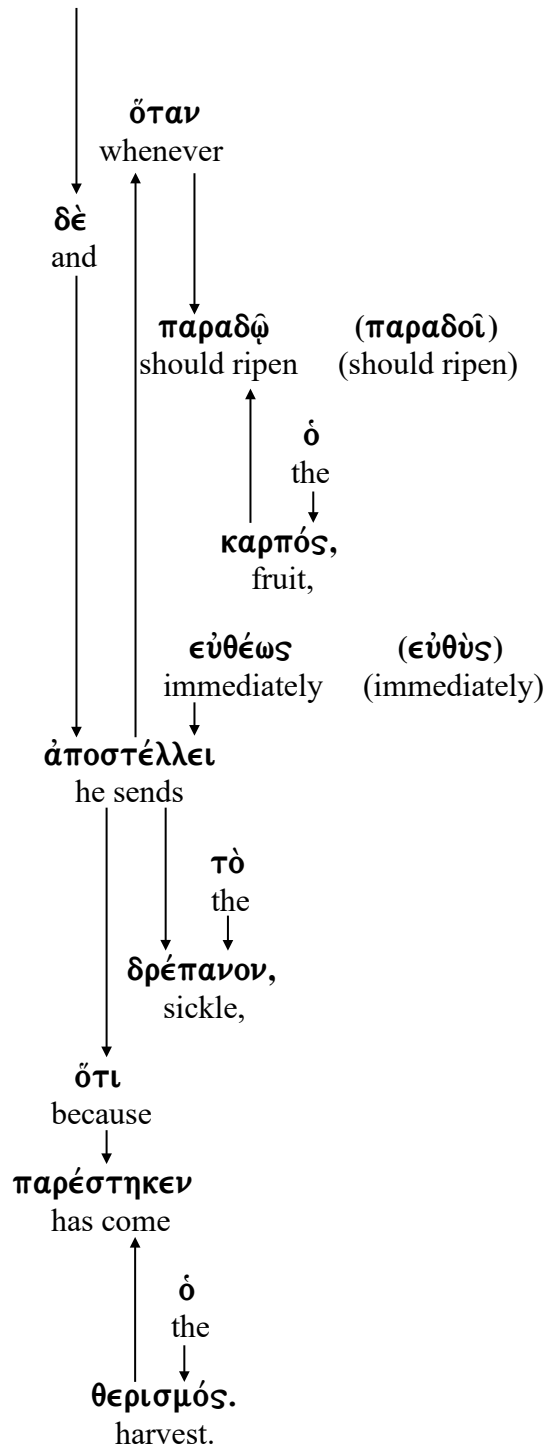 ὅταν
whenever
δὲ
and
παραδῷ (παραδοῖ)
should ripen (should ripen)
ὁ
the
καρπός,
fruit,
εὐθέως (εὐθὺς)
immediately (immediately)
ἀποστέλλει
he sends
τὸ
the
δρέπανον,
sickle,
ὅτι
because
παρέστηκεν
has come
ὁ
the
θερισμός.
harvest.